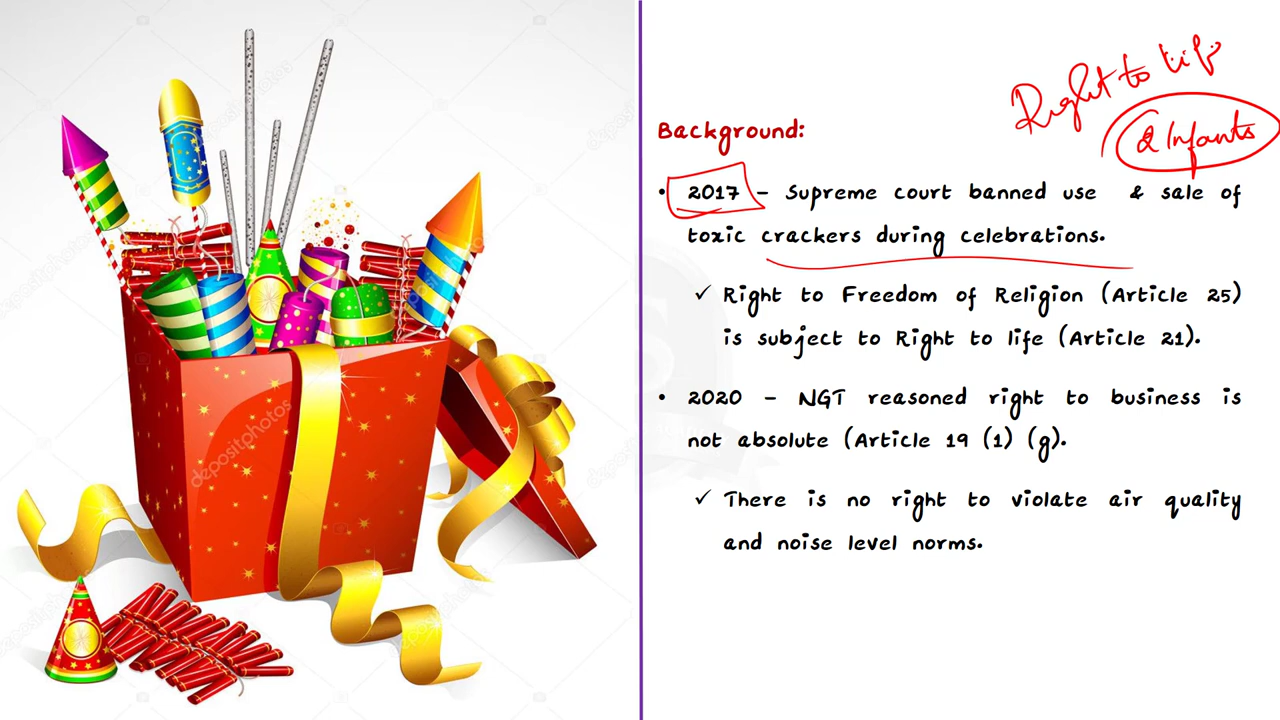 Right to Life
2 Infants
Background:
• 2017 – Supreme court banned use & sale of
toxic crackers during celebrations.
✓ Right to Freedom of Religion (Article 25)
is subject to Right to life (Article 21).
• 2020 – NGT reasoned right to business is
not absolute (Article 19 (1) (g).
✓ There is no right to violate air quality
and noise level norms.
depositphotos